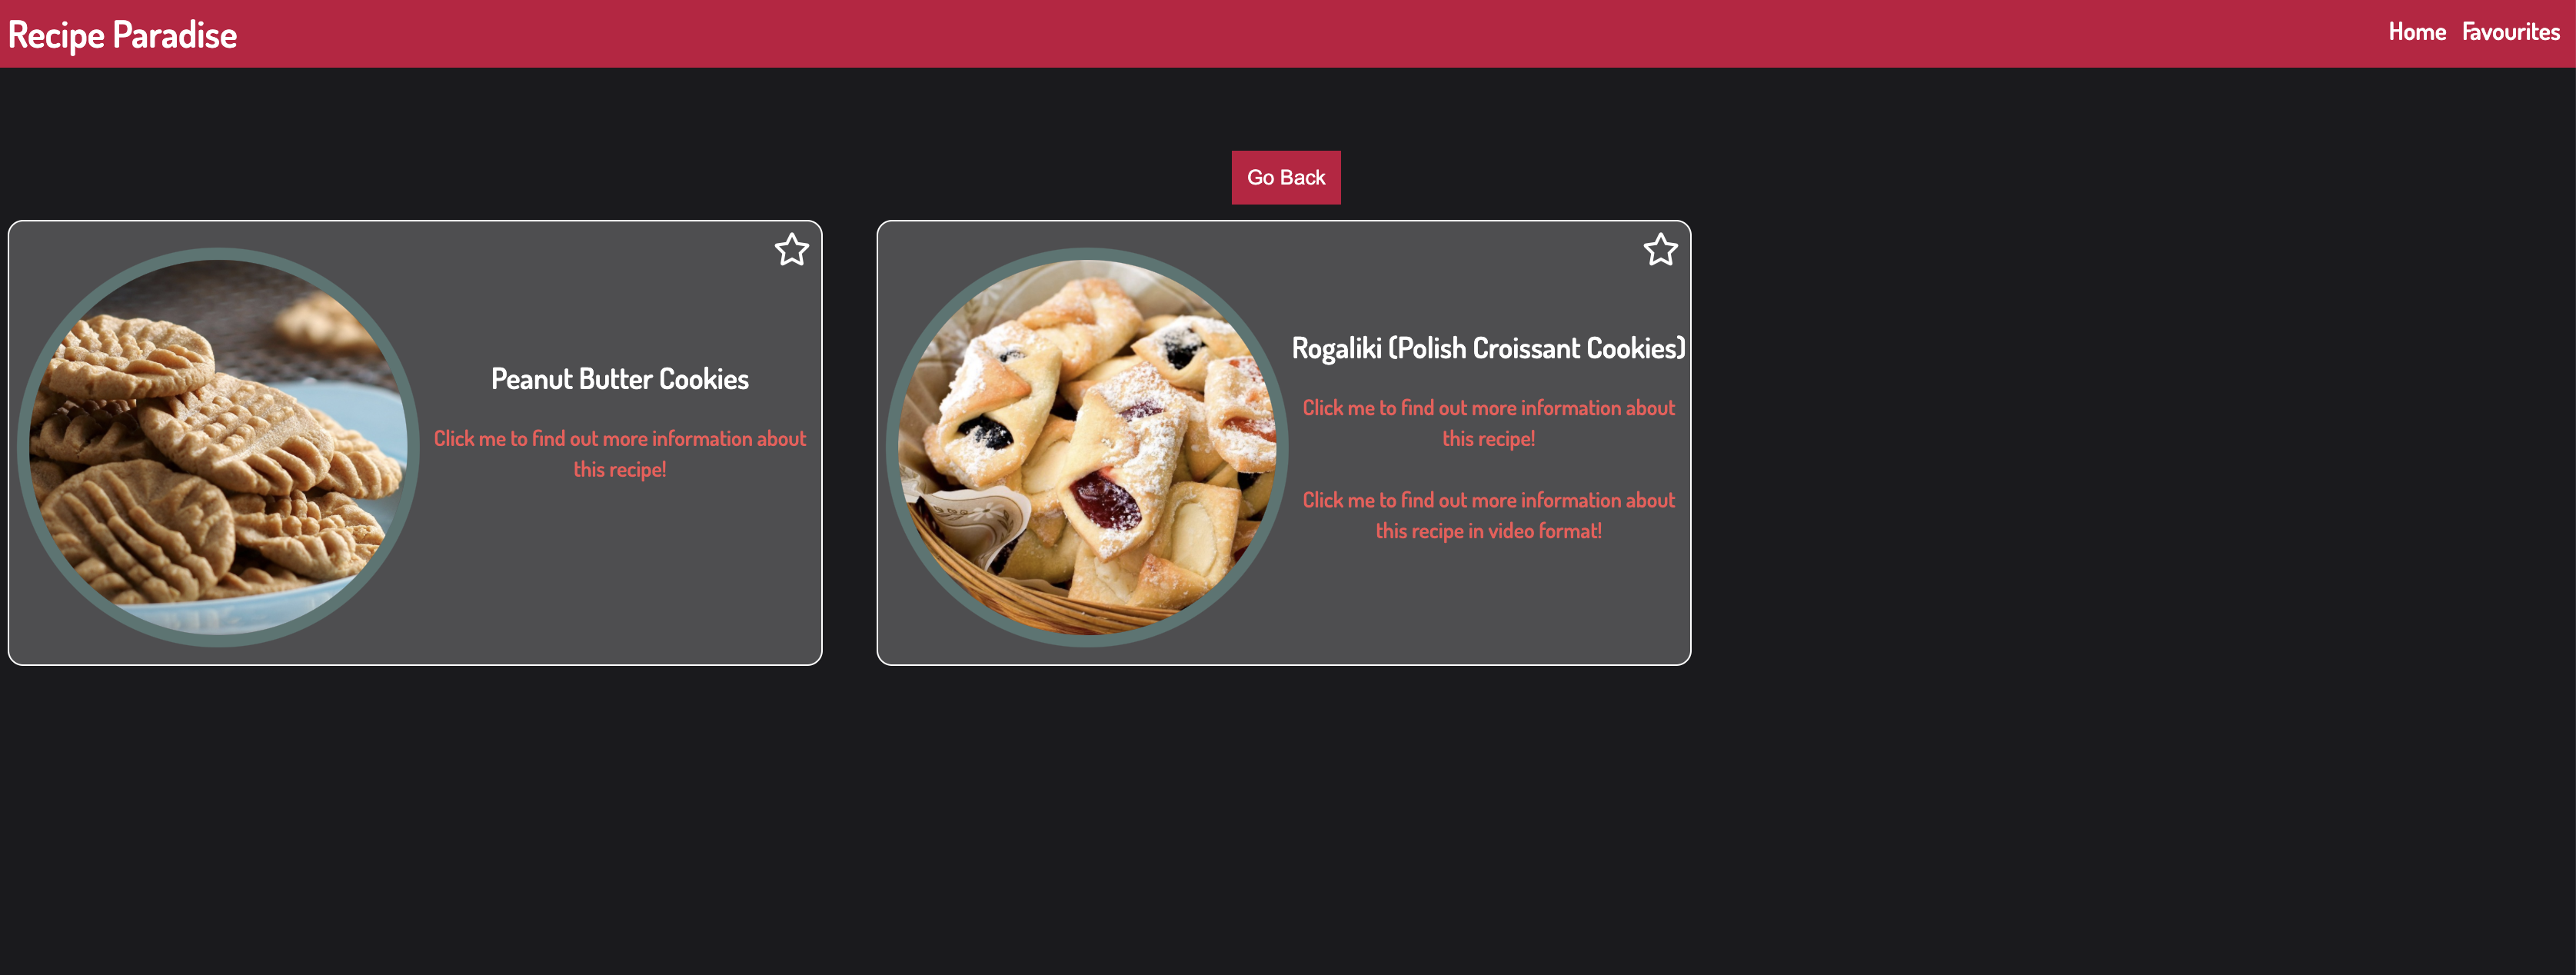 Recipe Paradise
Home Favourites
Go Back
Peanut Butter Cookies
Click me to find out more information about
this recipe!
Rogaliki (Polish Croissant Cookies)
Click me to find out more information about
this recipe!
Click me to find out more information about
this recipe in video format!